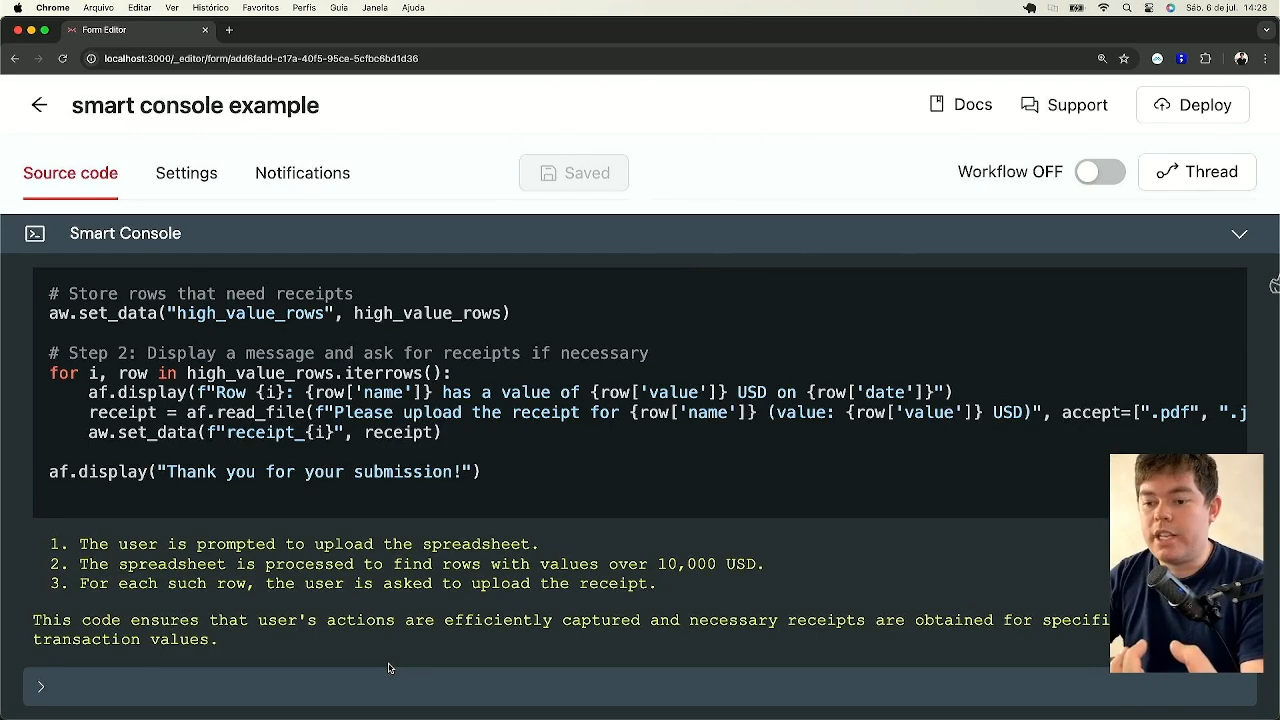 Chrome Arquivo Editar Ver Histórico Favoritos Perfis Guia Janela Ajuda Sáb. 6 de jul. 14:28
Form Editor
localhost:3000/_editor/form/add6fadd-c17a-40f5-95ce-5cfbc6bd1d36
smart console example Docs Support Deploy
Source code Settings Notifications Saved Workflow OFF Thread
Smart Console
# Store rows that need receipts
aw.set_data("high_value_rows", high_value_rows)
# Step 2: Display a message and ask for receipts if necessary
for i, row in high_value_rows.iterrows():
af.display(f"Row {i}: {row['name']} has a value of {row['value']} USD on {row['date']}")
receipt = af.read_file(f"Please upload the receipt for {row['name']} (value: {row['value']} USD)", accept=[".pdf", ".j
aw.set_data(f"receipt_{i}", receipt)
af.display("Thank you for your submission!")
1. The user is prompted to upload the spreadsheet.
2. The spreadsheet is processed to find rows with values over 10,000 USD.
3. For each such row, the user is asked to upload the receipt.
This code ensures that user's actions are efficiently captured and necessary receipts are obtained for specifi
transaction values.
>